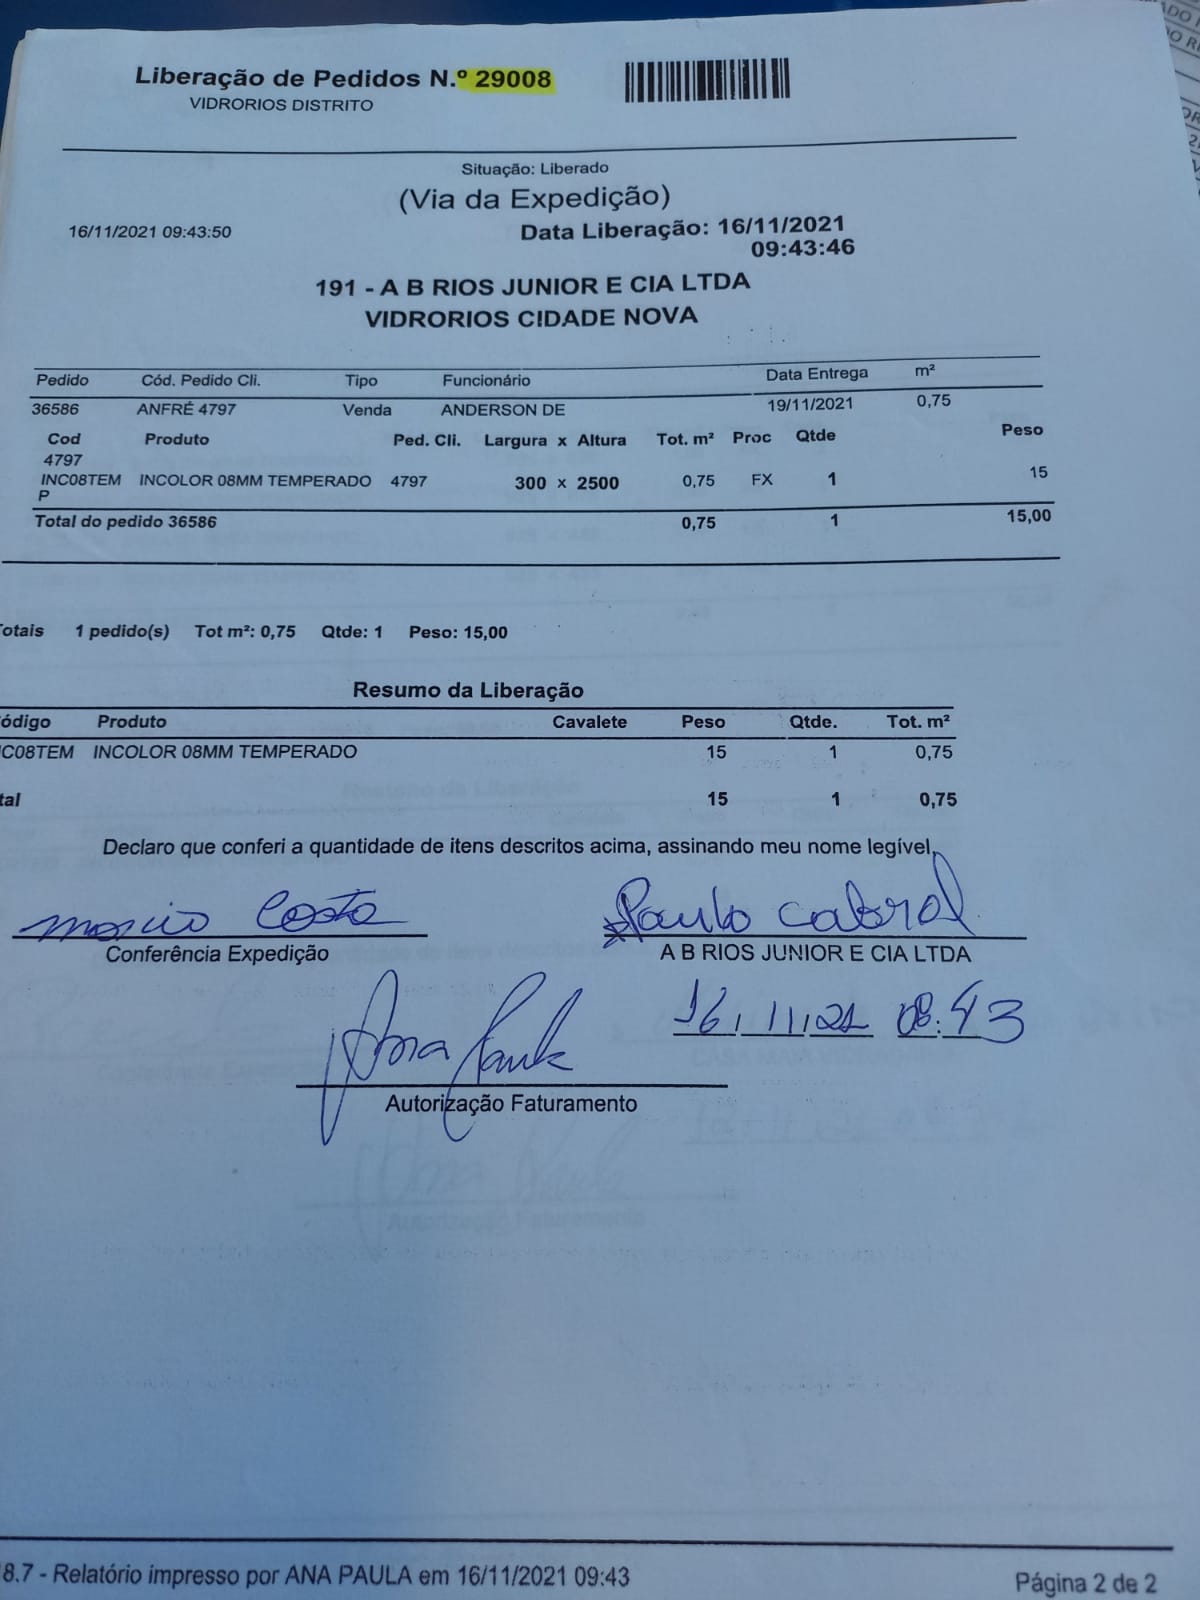 Liberação de Pedidos N.º 29008
VIDRORIOS DISTRITO
Situação: Liberado
(Via da Expedição)
16/11/2021 09:43:50
Data Liberação: 16/11/2021
09:43:46
191 - A B RIOS JUNIOR E CIA LTDA
VIDRORIOS CIDADE NOVA
Pedido Cód. Pedido Cli. Tipo Funcionário Data Entrega m²
36586 ANFRÉ 4797 Venda ANDERSON DE 19/11/2021 0,75
Cod Produto Ped. Cli. Largura x Altura Tot. m² Proc Qtde Peso
4797
INC08TEM INCOLOR 08MM TEMPERADO 4797 300 x 2500 0,75 FX 1 15
P
Total do pedido 36586 0,75 1 15,00
Totais 1 pedido(s) Tot m²: 0,75 Qtde: 1 Peso: 15,00
Resumo da Liberação
ódigo Produto Cavalete Peso Qtde. Tot. m²
C08TEM INCOLOR 08MM TEMPERADO 15 1 0,75
tal 15 1 0,75
Declaro que conferi a quantidade de itens descritos acima, assinando meu nome legível,
marcio Costa Paulo Cabral
Conferência Expedição A B RIOS JUNIOR E CIA LTDA
16/11/21 08:43
Ana Paula
Autorização Faturamento
8.7 - Relatório impresso por ANA PAULA em 16/11/2021 09:43
Página 2 de 2